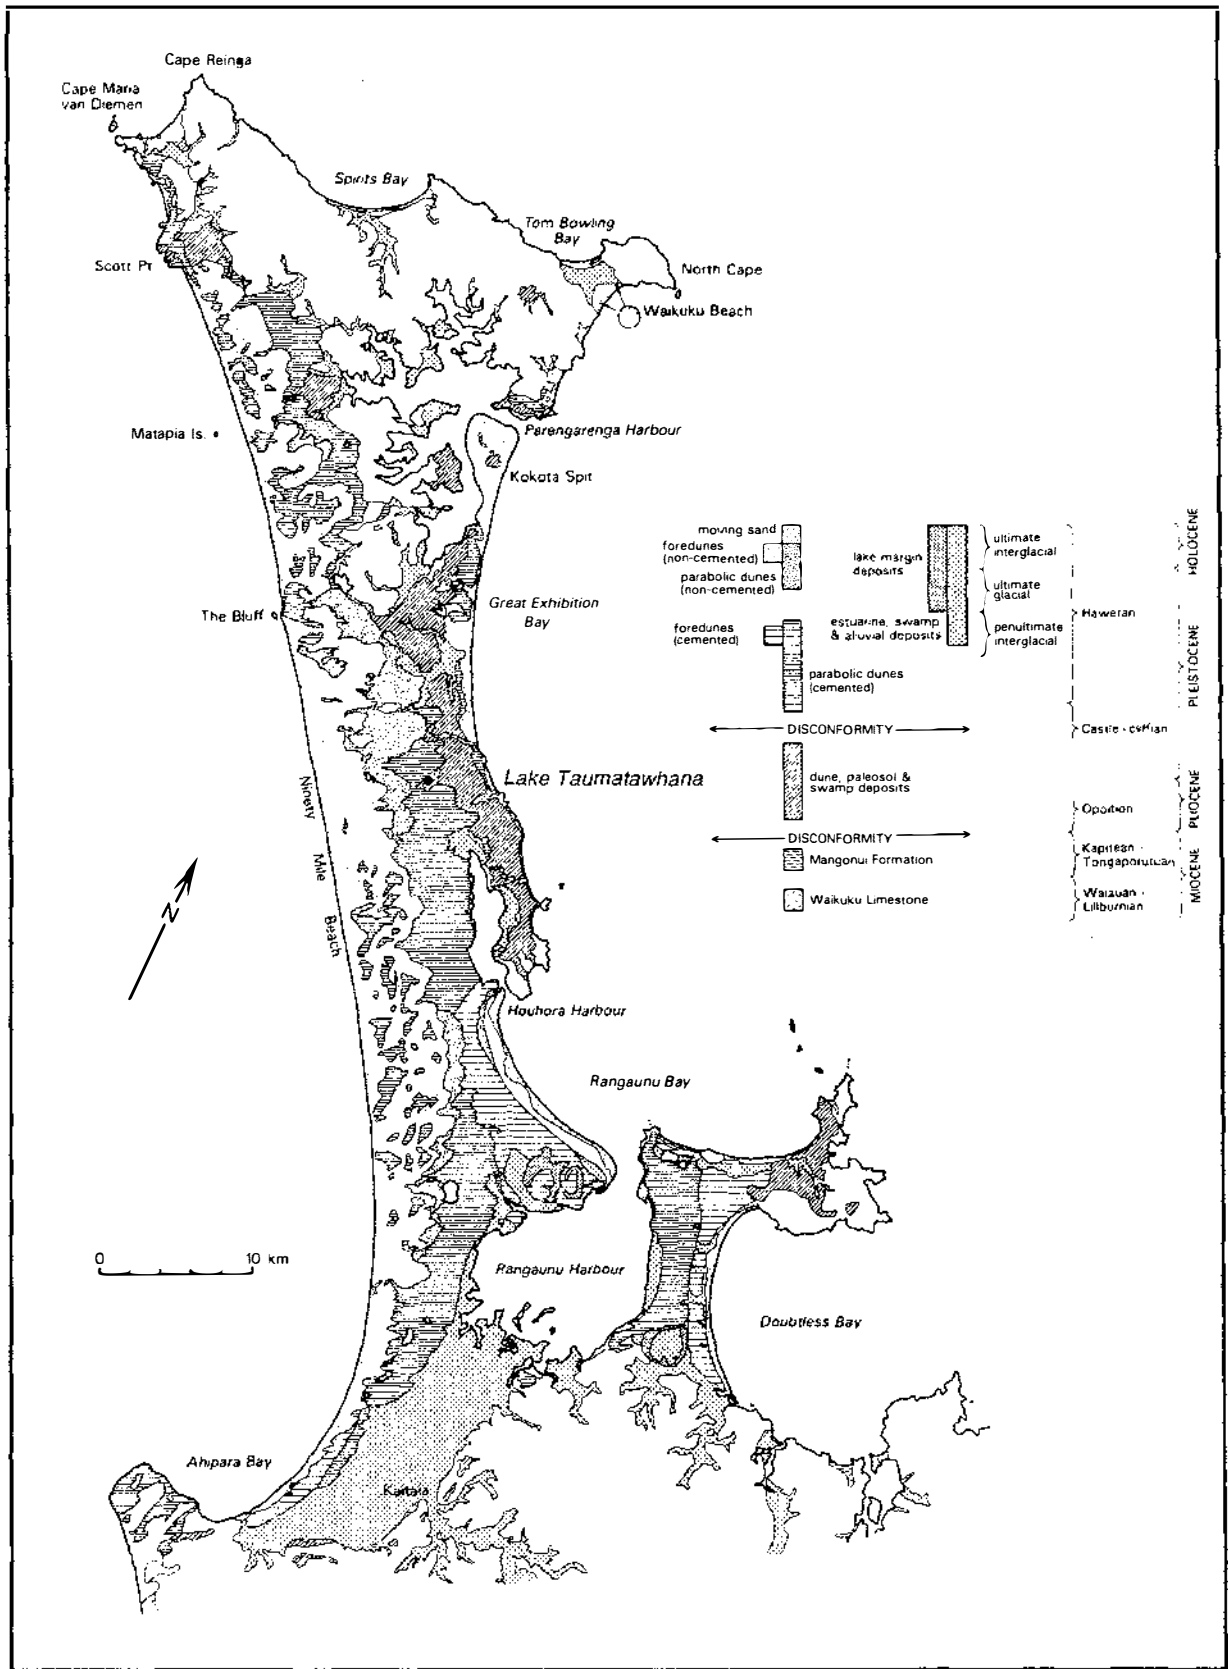 Cape Reinga
Cape Maria
van Diemen
Spirits Bay
Tom Bowling
Bay
North Cape
Scott Pt
Waikuku Beach
Matapia Is.
Parengarenga Harbour
Kokota Spit
The Bluff
Great Exhibition
Bay
Lake Taumatawhana
Ninety
Mile
Beach
N
Houhora Harbour
Rangaunu Bay
0 10 km
Rangaunu Harbour
Doubtless Bay
Ahipara Bay
Kaitaia
moving sand
foredunes
(non-cemented)
parabolic dunes
(non-cemented)
foredunes
(cemented)
parabolic dunes
(cemented)
lake margin
deposits
estuarine, swamp
& alluvial deposits
ultimate
interglacial
ultimate
glacial
penultimate
interglacial
Haweran
DISCONFORMITY
dune, paleosol &
swamp deposits
Opoitian
DISCONFORMITY
Mangonui Formation
Kapitean -
Tongaporutuan
Waikuku Limestone
Waiauan -
Lillburnian
HOLOCENE
PLEISTOCENE
PLIOCENE
MIOCENE